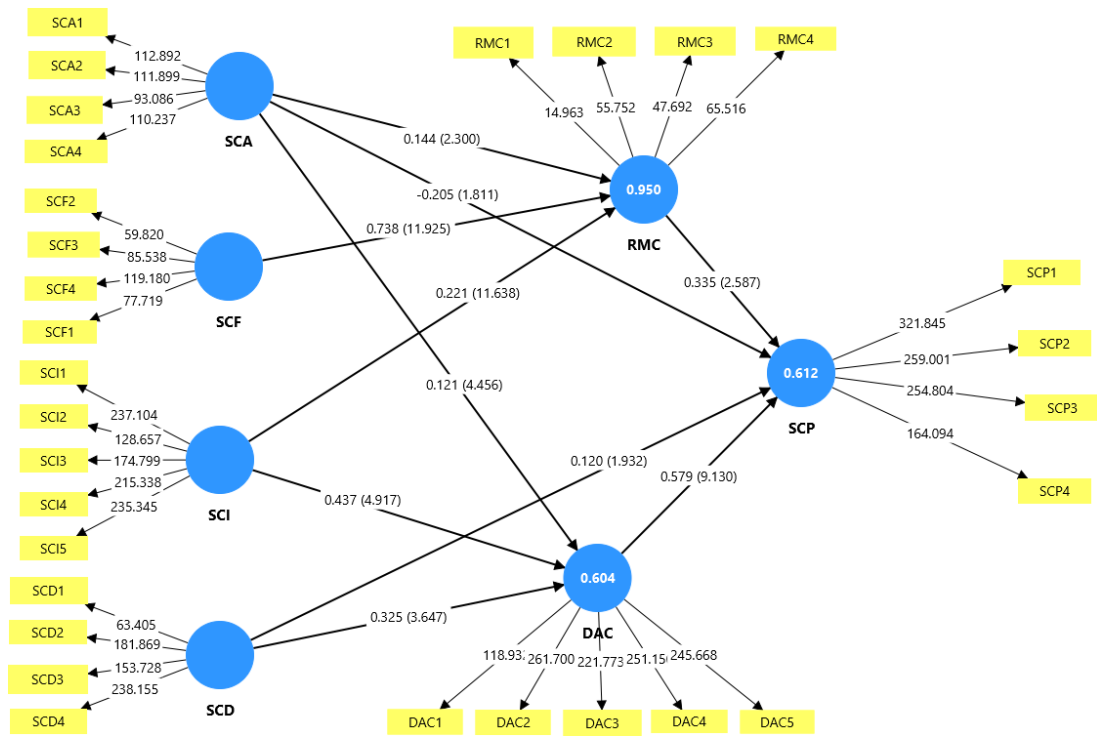 SCA1
SCA2
SCA3
SCA4
112.892
111.899
93.086
110.237
SCA
RMC1
RMC2
RMC3
RMC4
14.963
55.752
47.692
65.516
0.950
RMC
0.144 (2.300)
-0.205 (1.811)
SCF2
SCF3
SCF4
SCF1
59.820
85.538
119.180
77.719
SCF
0.738 (11.925)
0.221 (11.638)
0.335 (2.587)
0.121 (4.456)
SCI1
SCI2
SCI3
SCI4
SCI5
237.104
128.657
174.799
215.338
235.345
SCI
0.437 (4.917)
0.120 (1.932)
0.579 (9.130)
0.612
SCP
321.845
259.001
254.804
164.094
SCP1
SCP2
SCP3
SCP4
SCD1
SCD2
SCD3
SCD4
63.405
181.869
153.728
238.155
SCD
0.325 (3.647)
0.604
DAC
261.700
221.773
245.668
DAC1
DAC2
DAC3
DAC4
DAC5